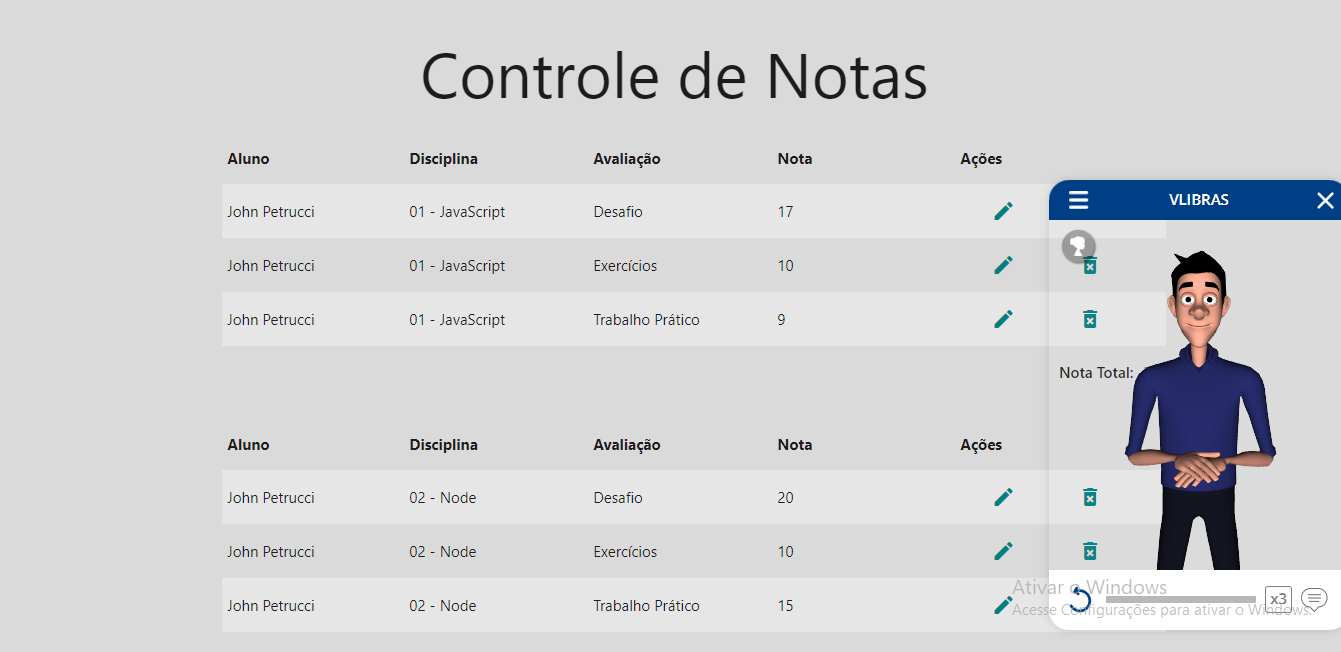 Controle de Notas
Aluno Disciplina Avaliação Nota Ações
VLIBRAS
John Petrucci 01 - JavaScript Desafio 17
John Petrucci 01 - JavaScript Exercícios 10
John Petrucci 01 - JavaScript Trabalho Prático 9
Nota Total:
Aluno Disciplina Avaliação Nota Ações
John Petrucci 02 - Node Desafio 20
John Petrucci 02 - Node Exercícios 10
John Petrucci 02 - Node Trabalho Prático 15
Ativar o Windows
Acesse Configurações para ativar o Windows.
x3